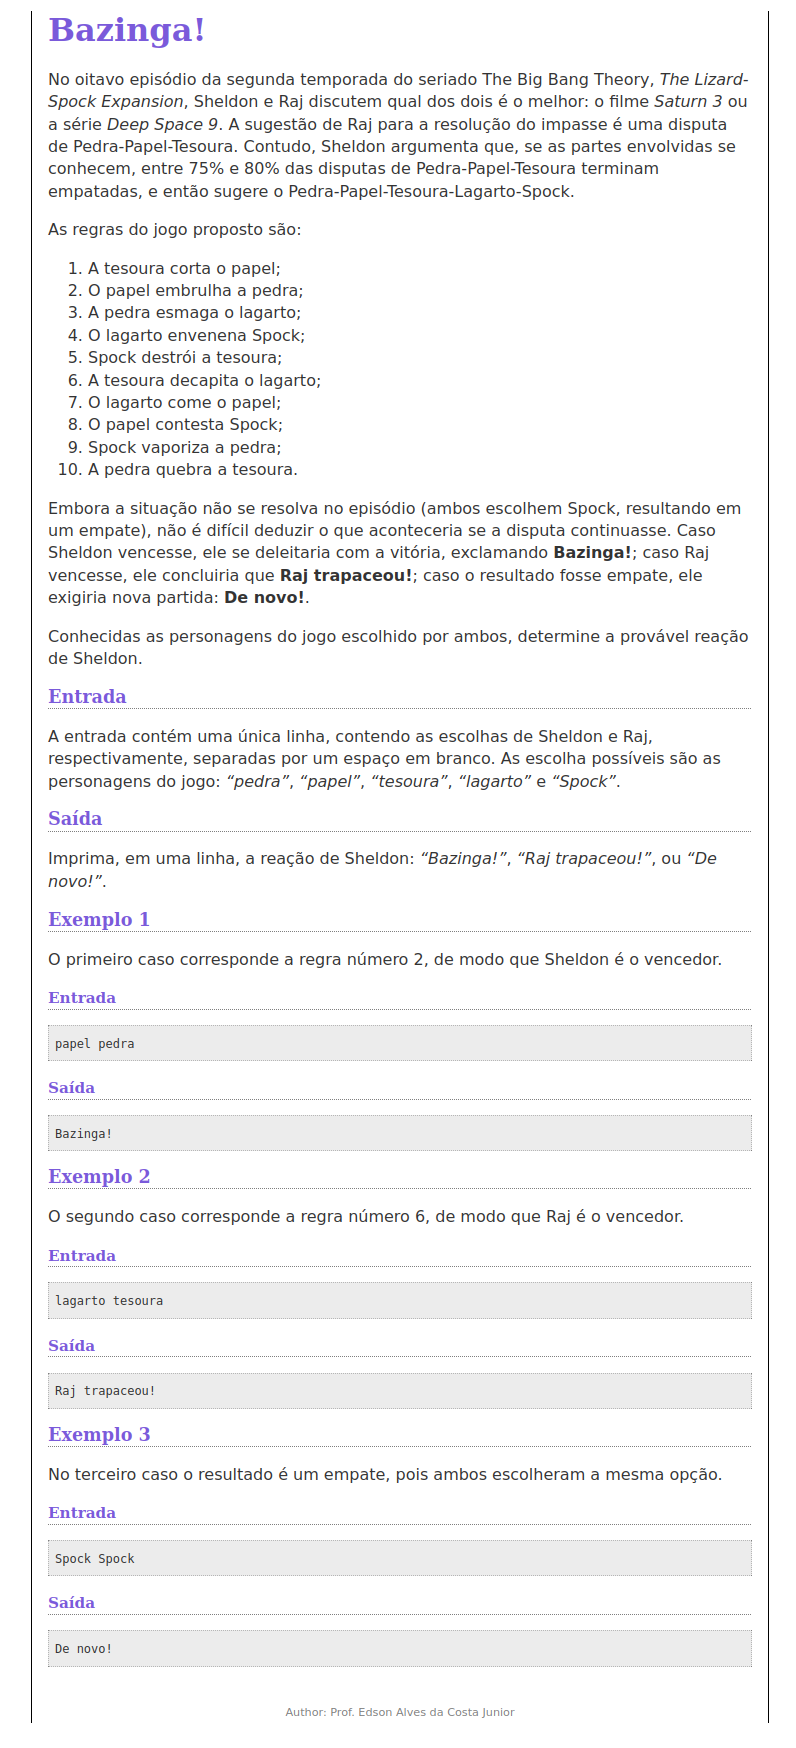 Bazinga!
No oitavo episódio da segunda temporada do seriado The Big Bang Theory, The Lizard-
Spock Expansion, Sheldon e Raj discutem qual dos dois é o melhor: o filme Saturn 3 ou
a série Deep Space 9. A sugestão de Raj para a resolução do impasse é uma disputa
de Pedra-Papel-Tesoura. Contudo, Sheldon argumenta que, se as partes envolvidas se
conhecem, entre 75% e 80% das disputas de Pedra-Papel-Tesoura terminam
empatadas, e então sugere o Pedra-Papel-Tesoura-Lagarto-Spock.
As regras do jogo proposto são:
1. A tesoura corta o papel;
2. O papel embrulha a pedra;
3. A pedra esmaga o lagarto;
4. O lagarto envenena Spock;
5. Spock destrói a tesoura;
6. A tesoura decapita o lagarto;
7. O lagarto come o papel;
8. O papel contesta Spock;
9. Spock vaporiza a pedra;
10. A pedra quebra a tesoura.
Embora a situação não se resolva no episódio (ambos escolhem Spock, resultando em
um empate), não é difícil deduzir o que aconteceria se a disputa continuasse. Caso
Sheldon vencesse, ele se deleitaria com a vitória, exclamando Bazinga!; caso Raj
vencesse, ele concluiria que Raj trapaceou!; caso o resultado fosse empate, ele
exigiria nova partida: De novo!.
Conhecidas as personagens do jogo escolhido por ambos, determine a provável reação
de Sheldon.
Entrada
A entrada contém uma única linha, contendo as escolhas de Sheldon e Raj,
respectivamente, separadas por um espaço em branco. As escolha possíveis são as
personagens do jogo: “pedra”, “papel”, “tesoura”, “lagarto” e “Spock”.
Saída
Imprima, em uma linha, a reação de Sheldon: “Bazinga!”, “Raj trapaceou!”, ou “De
novo!”.
Exemplo 1
O primeiro caso corresponde a regra número 2, de modo que Sheldon é o vencedor.
Entrada
papel pedra
Saída
Bazinga!
Exemplo 2
O segundo caso corresponde a regra número 6, de modo que Raj é o vencedor.
Entrada
lagarto tesoura
Saída
Raj trapaceou!
Exemplo 3
No terceiro caso o resultado é um empate, pois ambos escolheram a mesma opção.
Entrada
Spock Spock
Saída
De novo!
Author: Prof. Edson Alves da Costa Junior